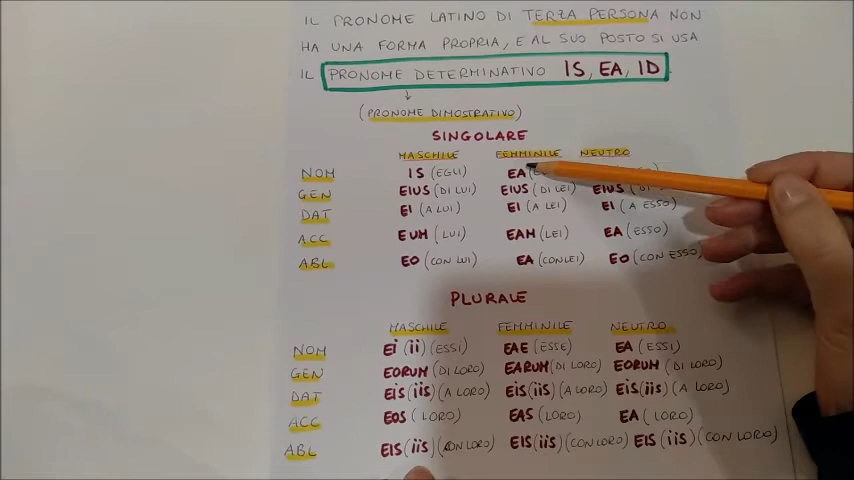 IL PRONOME LATINO DI TERZA PERSONA NON
HA UNA FORMA PROPRIA, E AL SUO POSTO SI USA
IL PRONOME DETERMINATIVO IS, EA, ID
(PRONOME DIMOSTRATIVO)
SINGOLARE
MASCHILE FEMMINILE NEUTRO
NOM IS (EGLI) EA
GEN EIUS (DI LUI) EIUS (DI LEI) EIUS
DAT EI (A LUI) EI (A LEI) EI (A ESSO)
ACC EUM (LUI) EAM (LEI) EA (ESSO)
ABL EO (CON LUI) EA (CON LEI) EO (CON ESSO)
PLURALE
MASCHILE FEMMINILE NEUTRO
NOM Ei (ii) (ESSI) EAE (ESSE) EA (ESSI)
GEN EORUM (DI LORO) EARUM (DI LORO) EORUM (DI LORO)
DAT Eis (iis) (A LORO) Eis (iis) (A LORO) Eis (iis) (A LORO)
ACC EOS (LORO) EAS (LORO) EA (LORO)
ABL EIS (iis) (CON LORO) EIS (iis) (CON LORO) EIS (iis) (CON LORO)